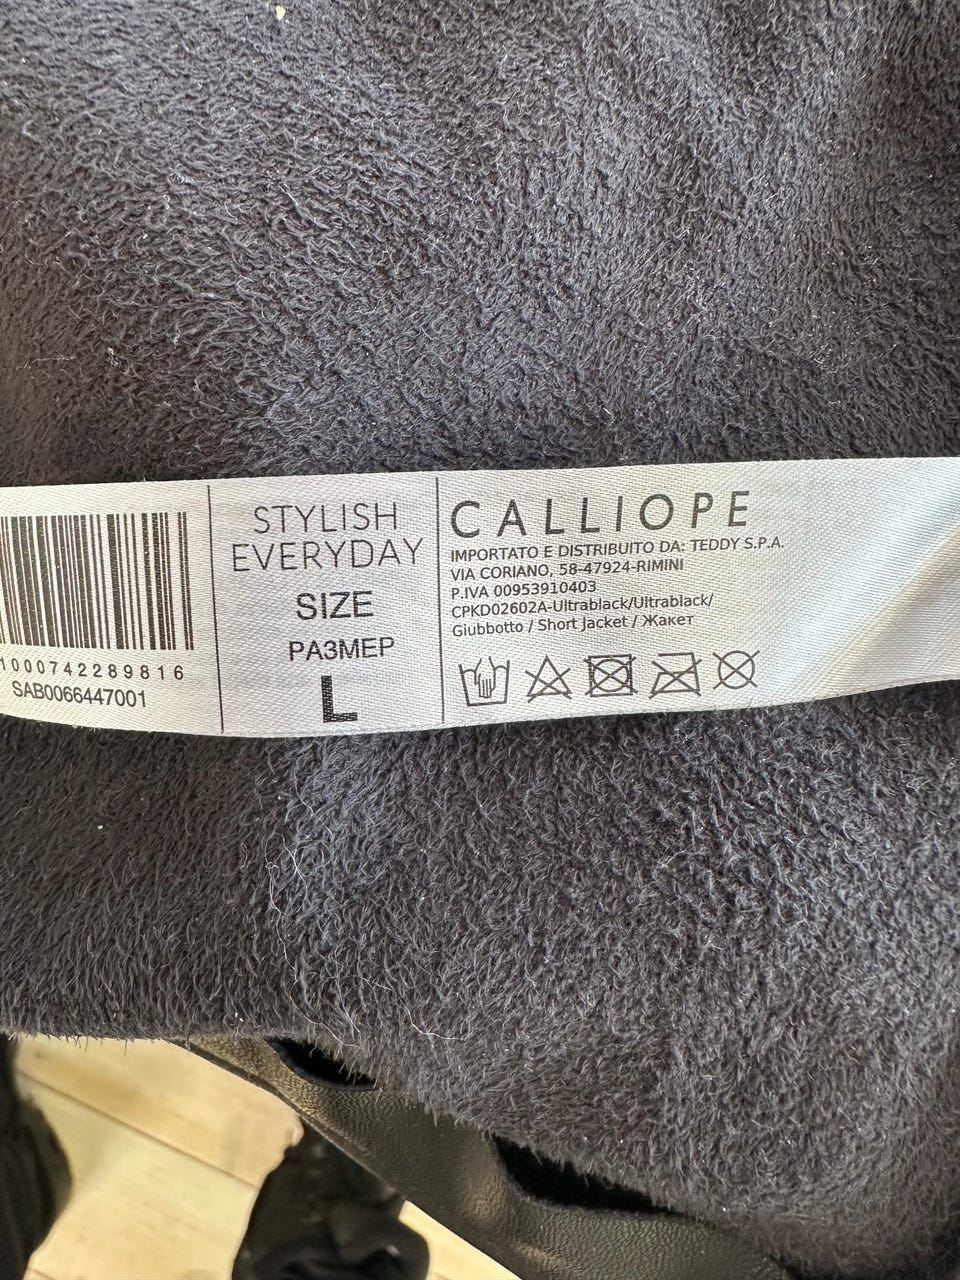 1000742289816
SAB0066447001
STYLISH
EVERYDAY
SIZE
РАЗМЕР
L
CALLIOPE
IMPORTATO E DISTRIBUITO DA: TEDDY S.P.A.
VIA CORIANO, 58-47924-RIMINI
P.IVA 00953910403
CPKD02602A-Ultrablack/Ultrablack/
Giubbotto / Short Jacket / Жакет